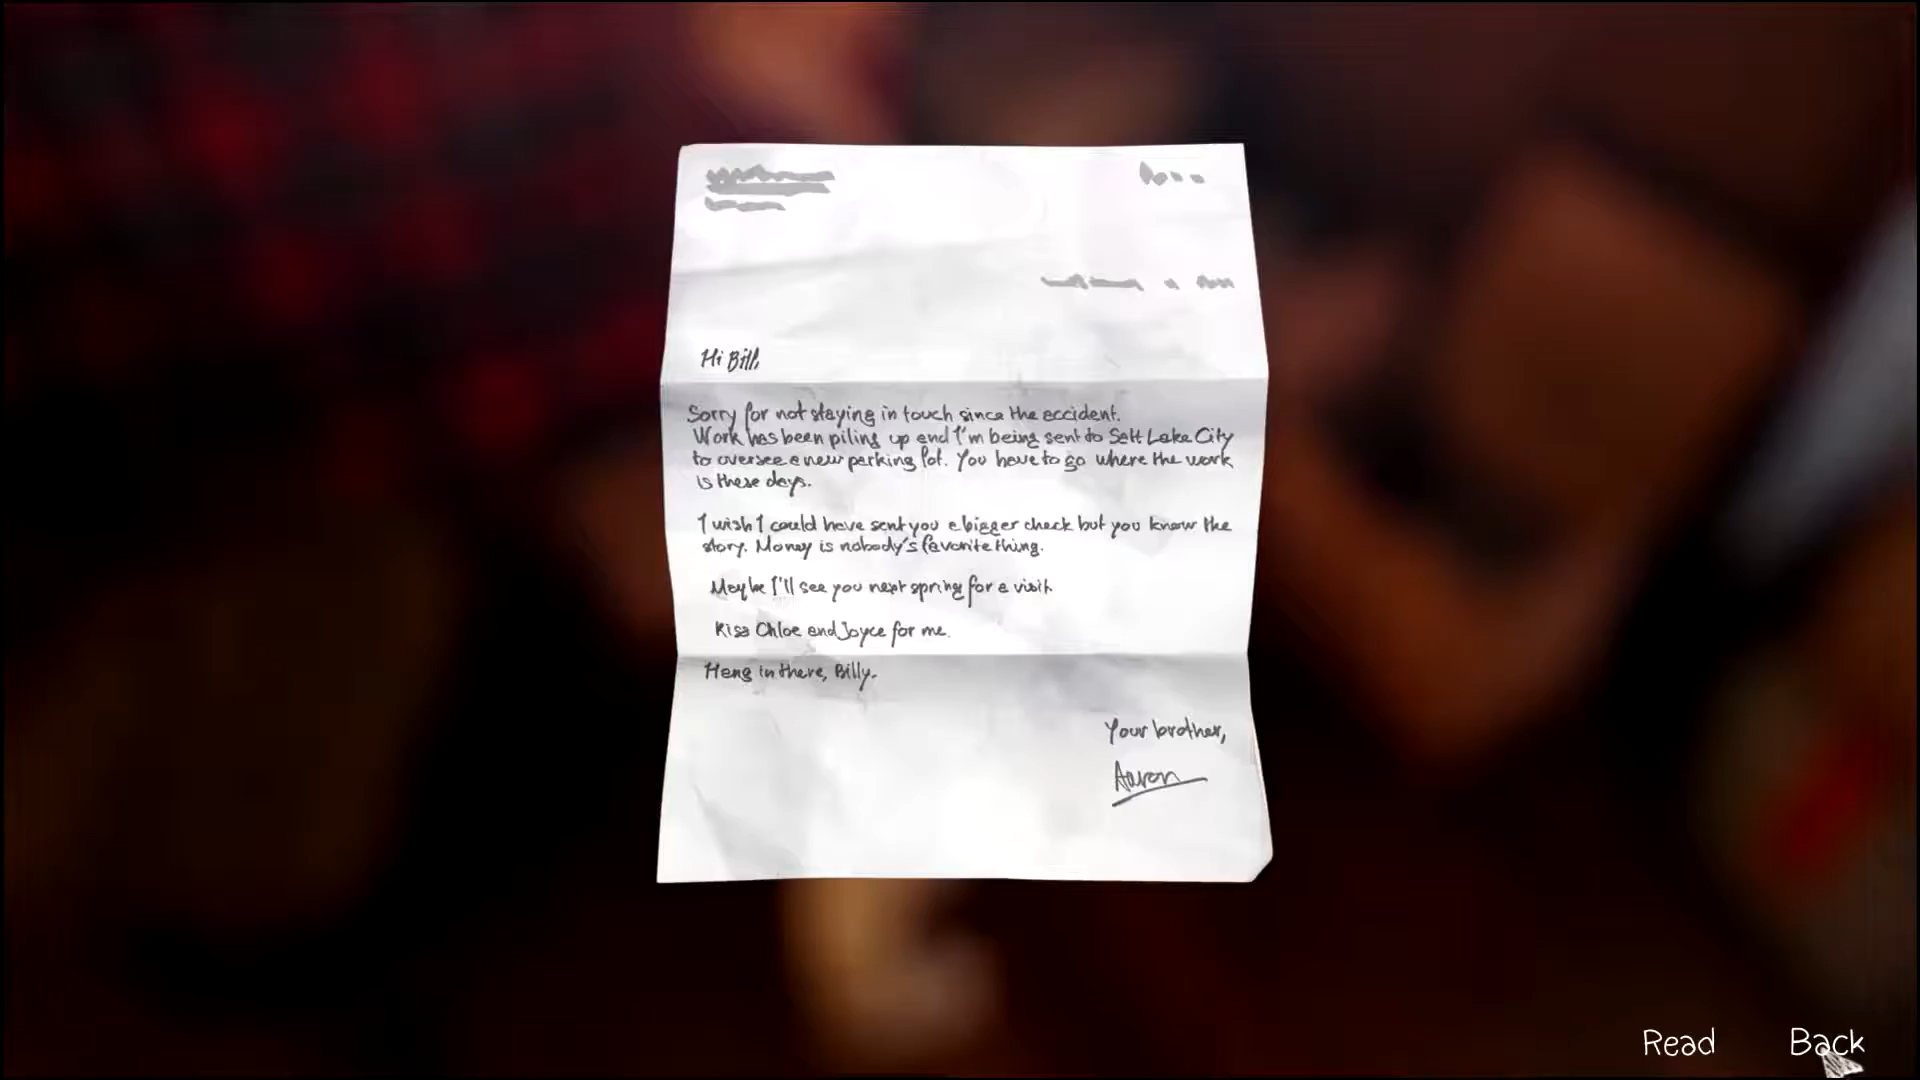 Hi Bill,
Sorry for not staying in touch since the accident.
Work has been piling up and I'm being sent to Salt Lake City
to oversee a new parking lot. You have to go where the work
is these days.
I wish I could have sent you a bigger check but you know the
story. Money is nobody's favorite thing.
Maybe I'll see you next spring for a visit.
Kiss Chloe and Joyce for me.
Hang in there, Billy.
Your brother,
Aaron
Read Back